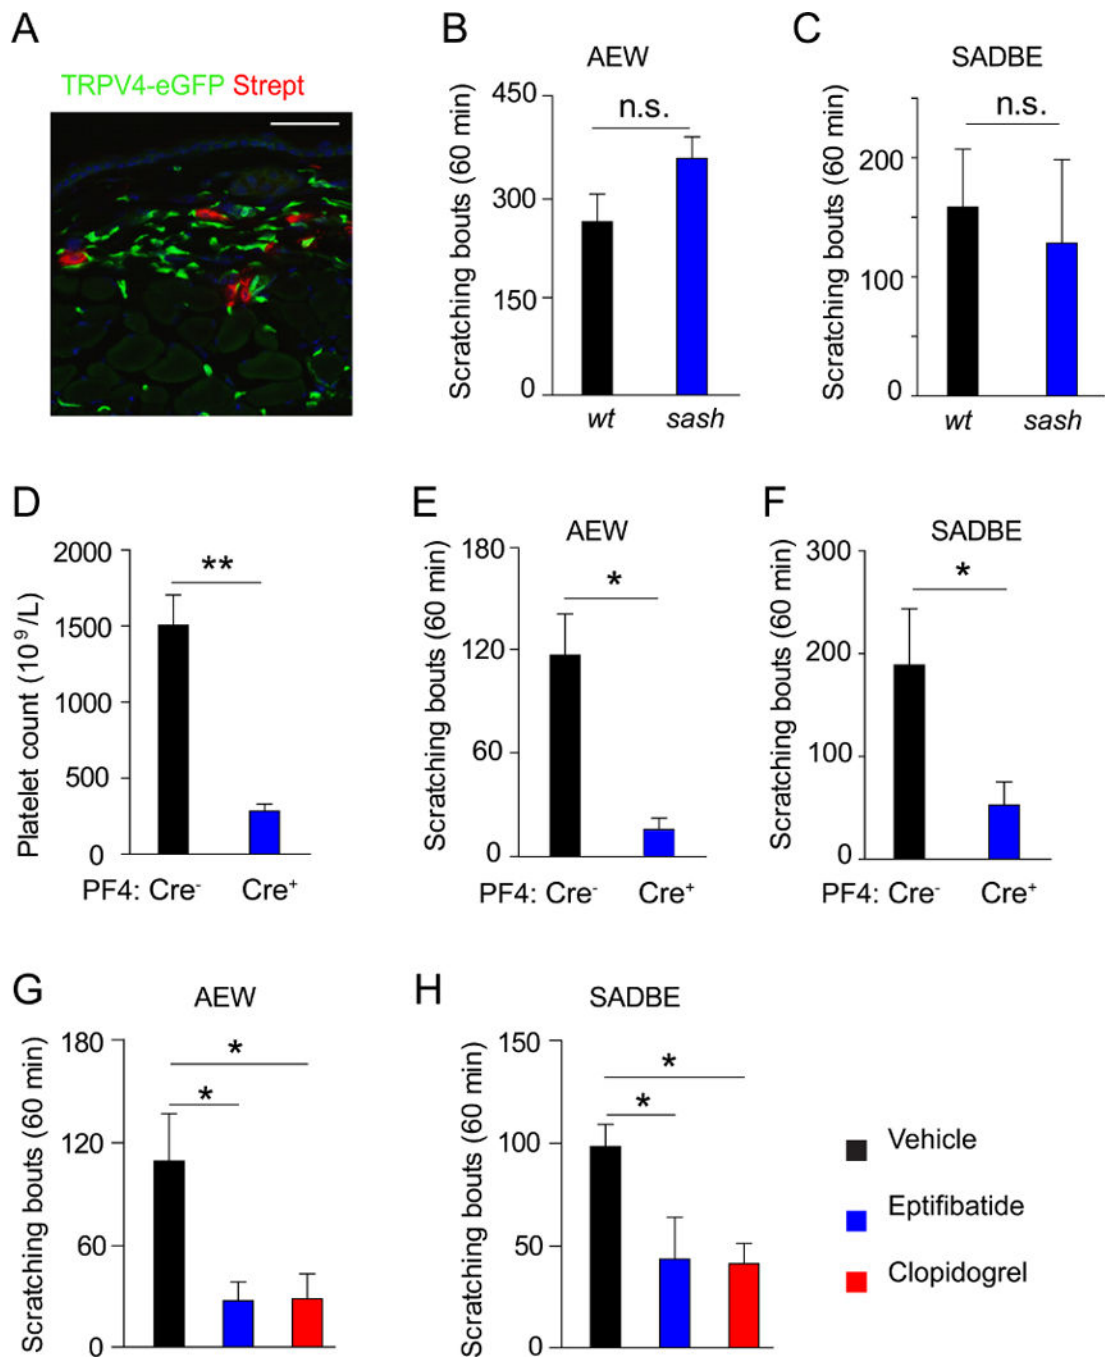 A
TRPV4-eGFP Strept
B
AEW
Scratching bouts (60 min)
450
300
150
0
n.s.
wt sash
C
SADBE
Scratching bouts (60 min)
200
100
0
n.s.
wt sash
D
Platelet count (10⁹/L)
2000
1500
1000
500
0
**
PF4: Cre⁻ Cre⁺
E
AEW
Scratching bouts (60 min)
180
120
60
0
*
PF4: Cre⁻ Cre⁺
F
SADBE
Scratching bouts (60 min)
300
200
100
0
*
PF4: Cre⁻ Cre⁺
G
AEW
Scratching bouts (60 min)
180
120
60
0
*
*
H
SADBE
Scratching bouts (60 min)
150
100
50
0
*
*
Vehicle
Eptifibatide
Clopidogrel